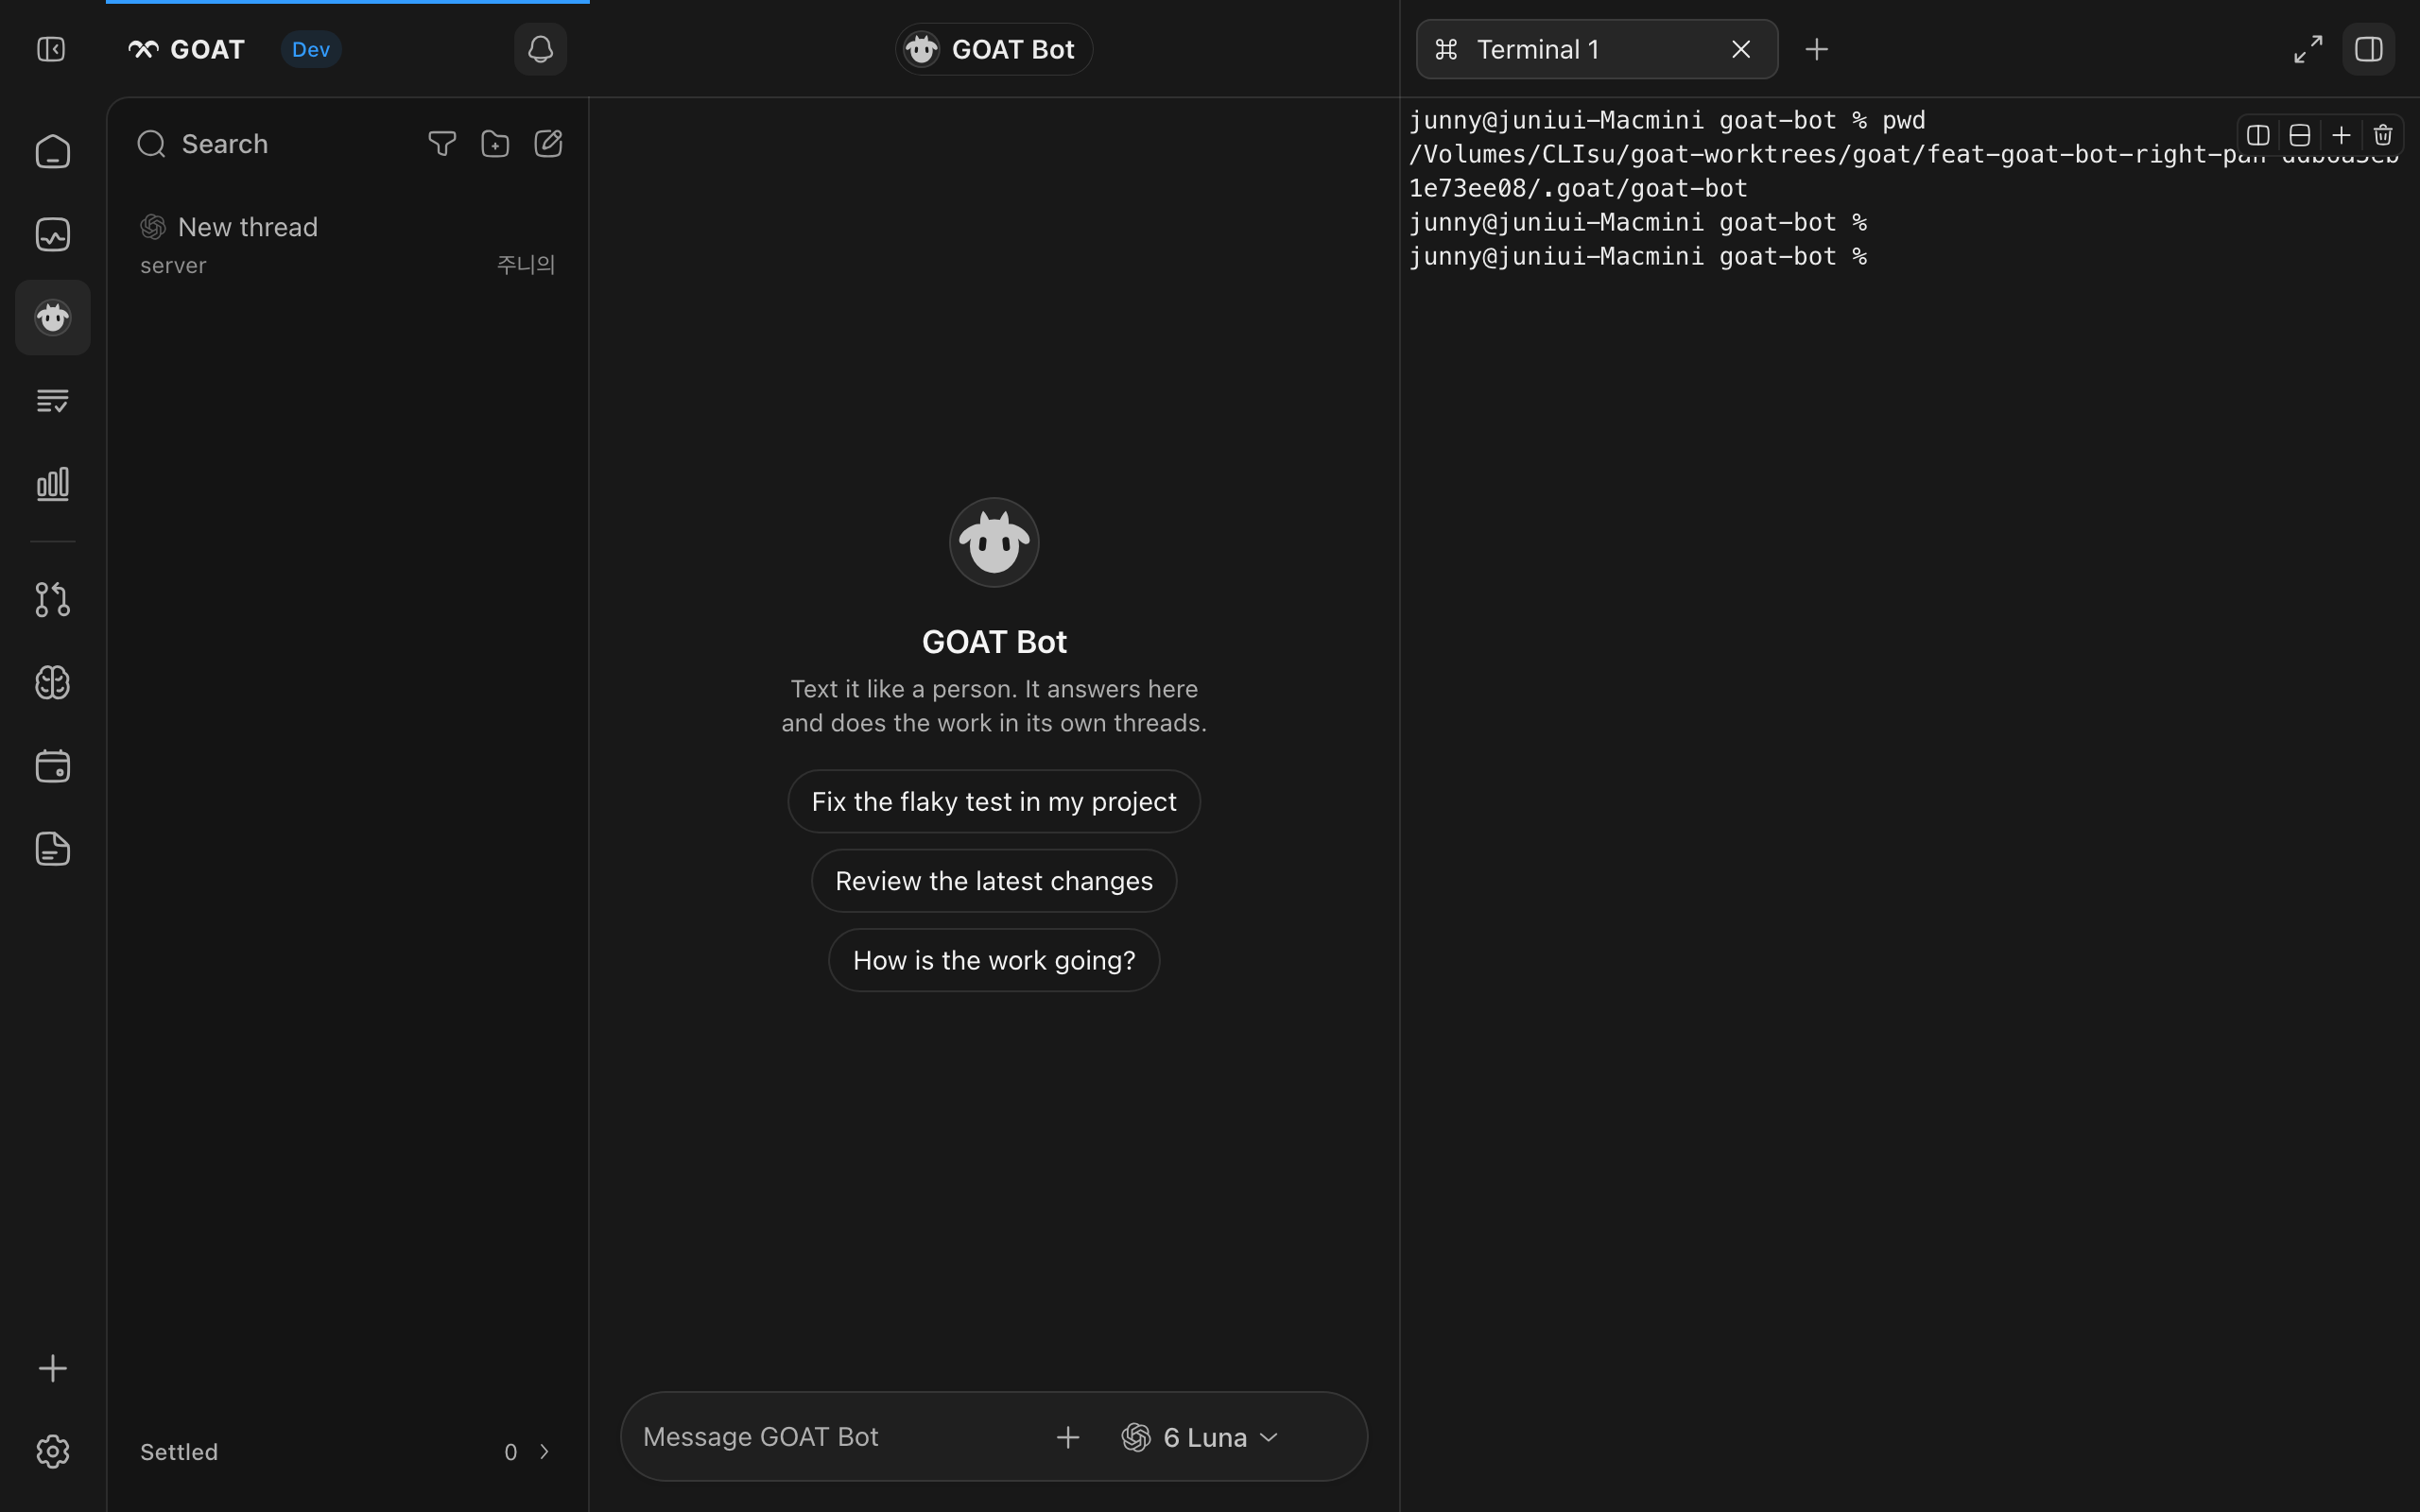 GOAT
Dev
GOAT Bot
Terminal 1
Search
New thread
server
주니의
Settled
0
GOAT Bot
Text it like a person. It answers here
and does the work in its own threads.
Fix the flaky test in my project
Review the latest changes
How is the work going?
Message GOAT Bot
6 Luna
junny@juniui-Macmini goat-bot % pwd
/Volumes/CLIsu/goat-worktrees/goat/feat-goat-bot-right-pan
1e73ee08/.goat/goat-bot
junny@juniui-Macmini goat-bot %
junny@juniui-Macmini goat-bot %